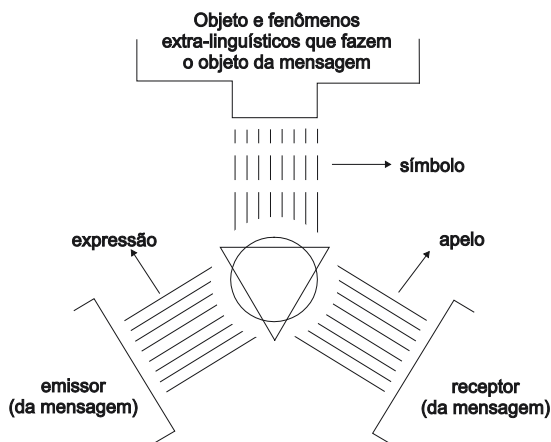 Objeto e fenômenos
extra-linguísticos que fazem
o objeto da mensagem
símbolo
expressão
apelo
emissor
(da mensagem)
receptor
(da mensagem)